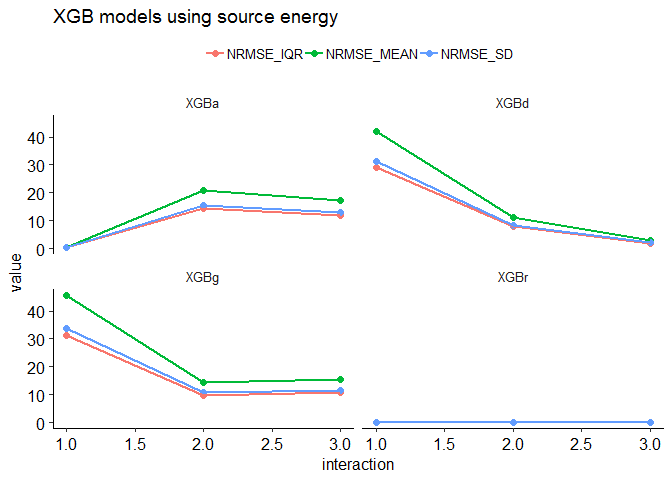 XGB models using source energy
NRMSE_IQR NRMSE_MEAN NRMSE_SD
XGBa XGBd
40
30
20
10
0
XGBg XGBr
40
30
20
10
0
value
1.0 1.5 2.0 2.5 3.0 1.0 1.5 2.0 2.5 3.0
interaction